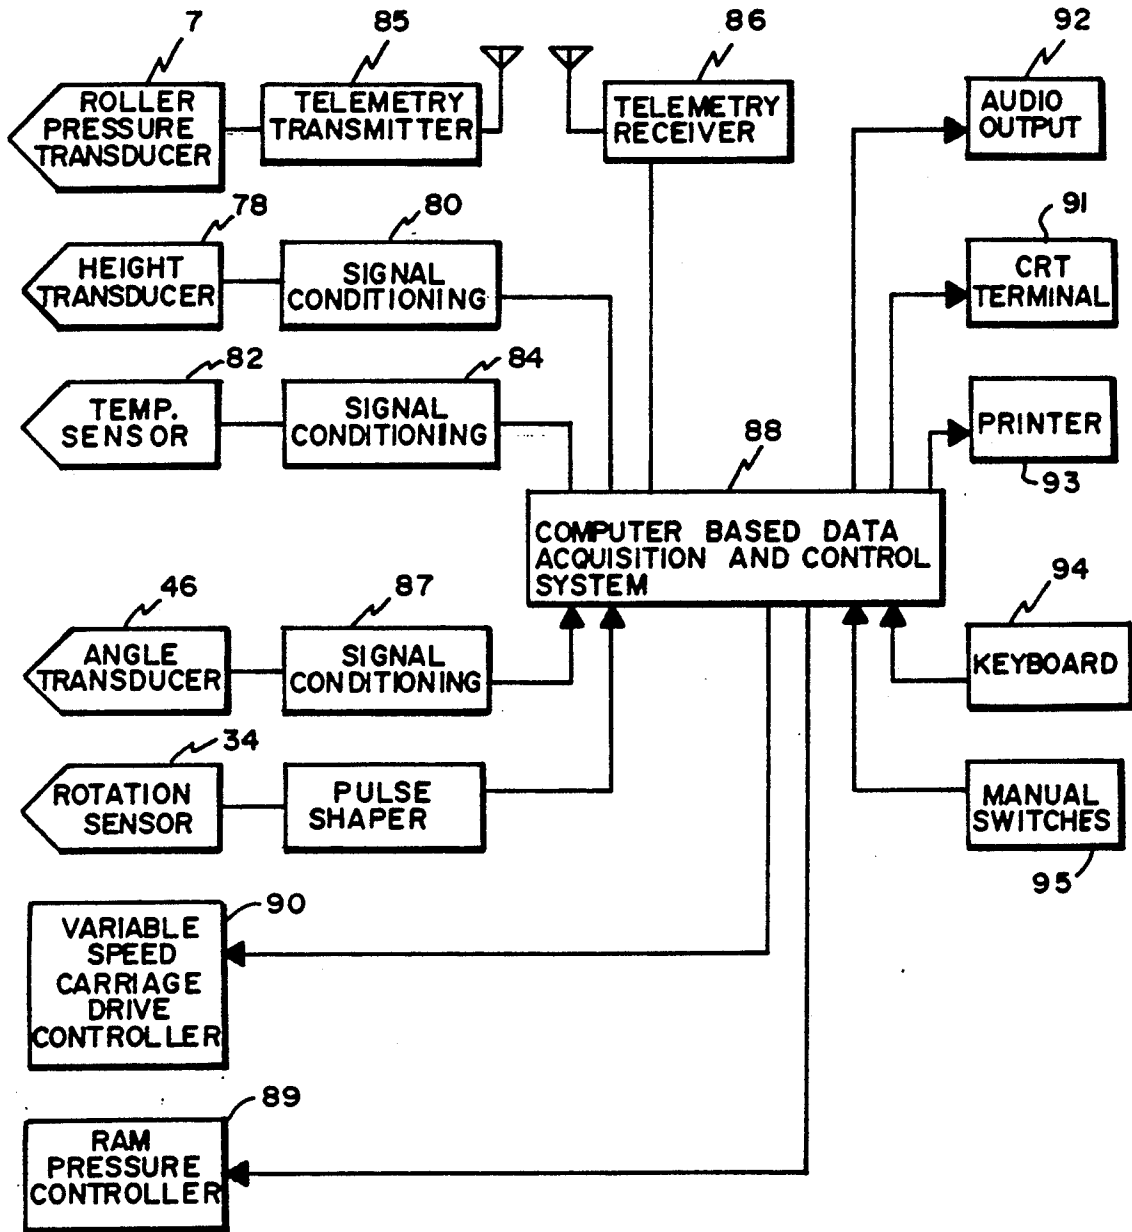 7
85
86
92
ROLLER
PRESSURE
TRANSDUCER
TELEMETRY
TRANSMITTER
TELEMETRY
RECEIVER
AUDIO
OUTPUT
78
80
91
HEIGHT
TRANSDUCER
SIGNAL
CONDITIONING
CRT
TERMINAL
82
84
TEMP.
SENSOR
SIGNAL
CONDITIONING
PRINTER
93
88
COMPUTER BASED DATA
ACQUISITION AND CONTROL
SYSTEM
46
87
94
ANGLE
TRANSDUCER
SIGNAL
CONDITIONING
KEYBOARD
34
ROTATION
SENSOR
PULSE
SHAPER
MANUAL
SWITCHES
95
90
VARIABLE
SPEED
CARRIAGE
DRIVE
CONTROLLER
89
RAM
PRESSURE
CONTROLLER